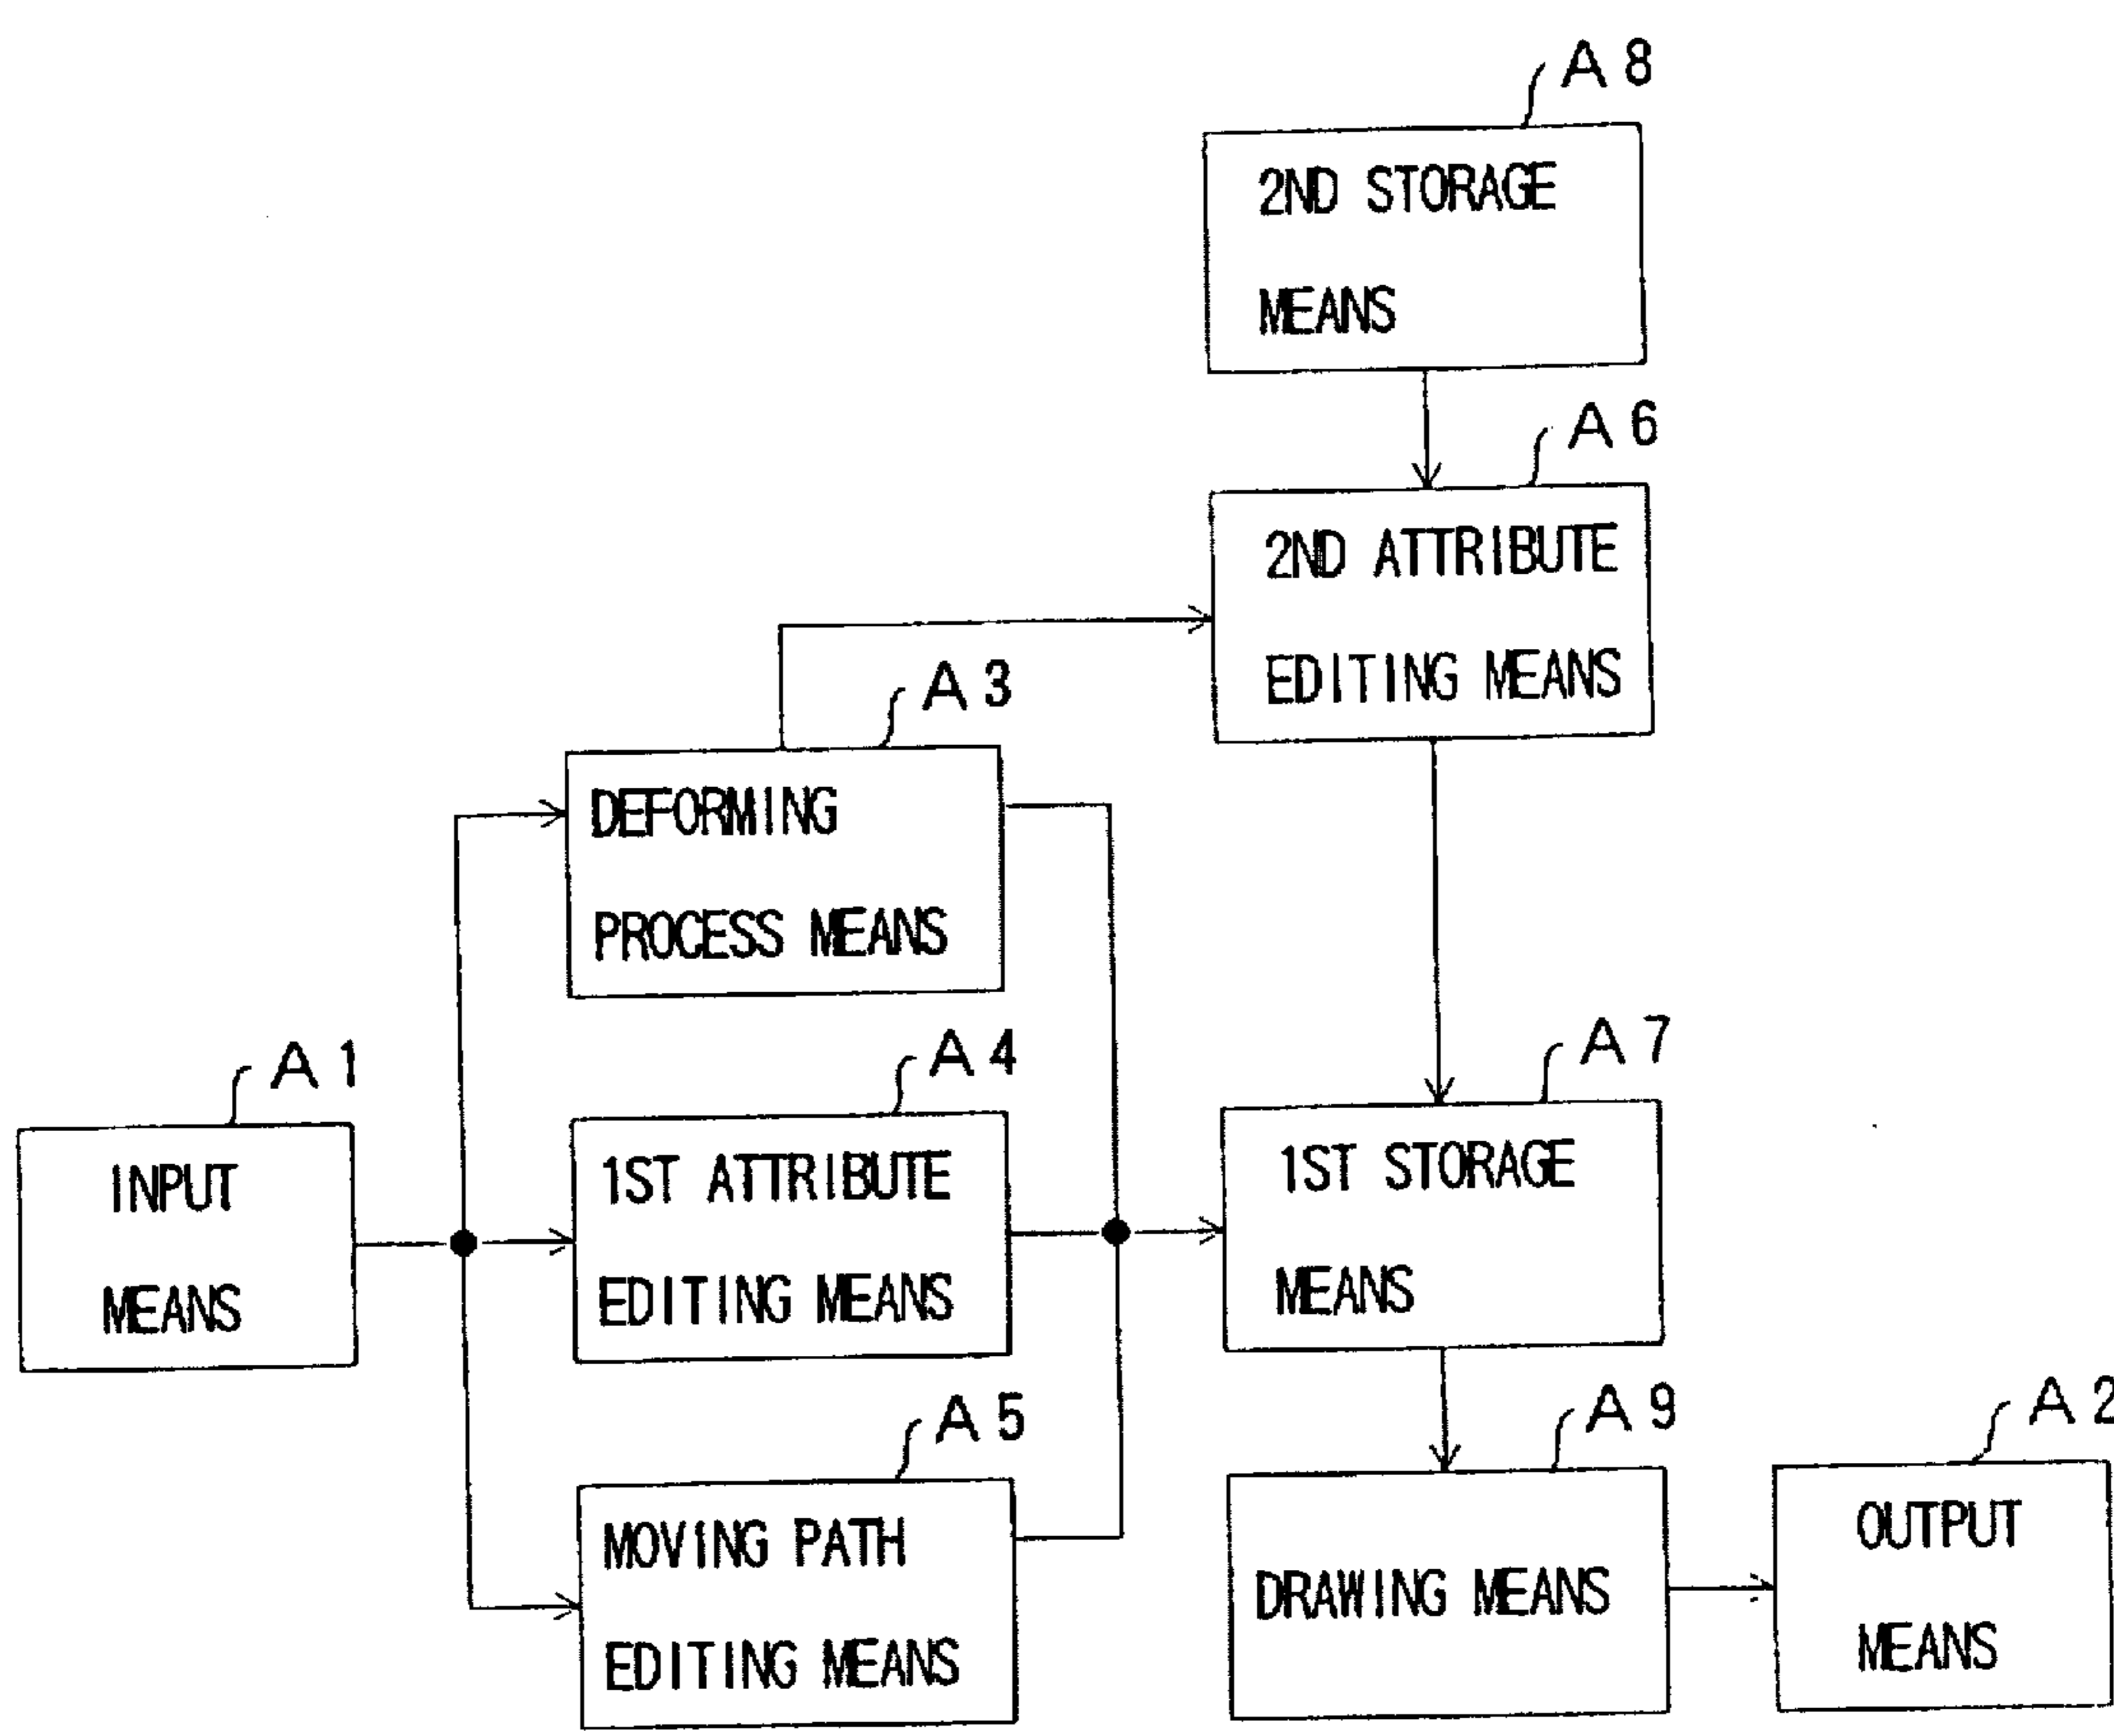 A 8
2ND STORAGE
MEANS
A 6
2ND ATTRIBUTE
EDITING MEANS
A 3
DEFORMING
PROCESS MEANS
A 1
INPUT
MEANS
A 4
1ST ATTRIBUTE
EDITING MEANS
A 7
1ST STORAGE
MEANS
A 5
MOVING PATH
EDITING MEANS
A 9
DRAWING MEANS
A 2
OUTPUT
MEANS